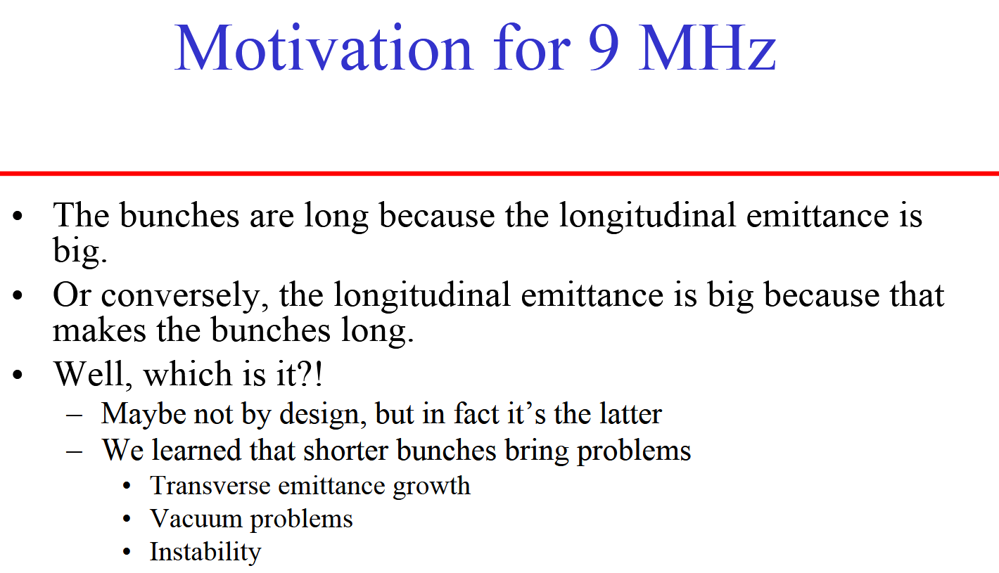 Motivation for 9 MHz
• The bunches are long because the longitudinal emittance is
big.
• Or conversely, the longitudinal emittance is big because that
makes the bunches long.
• Well, which is it?!
– Maybe not by design, but in fact it’s the latter
– We learned that shorter bunches bring problems
• Transverse emittance growth
• Vacuum problems
• Instability